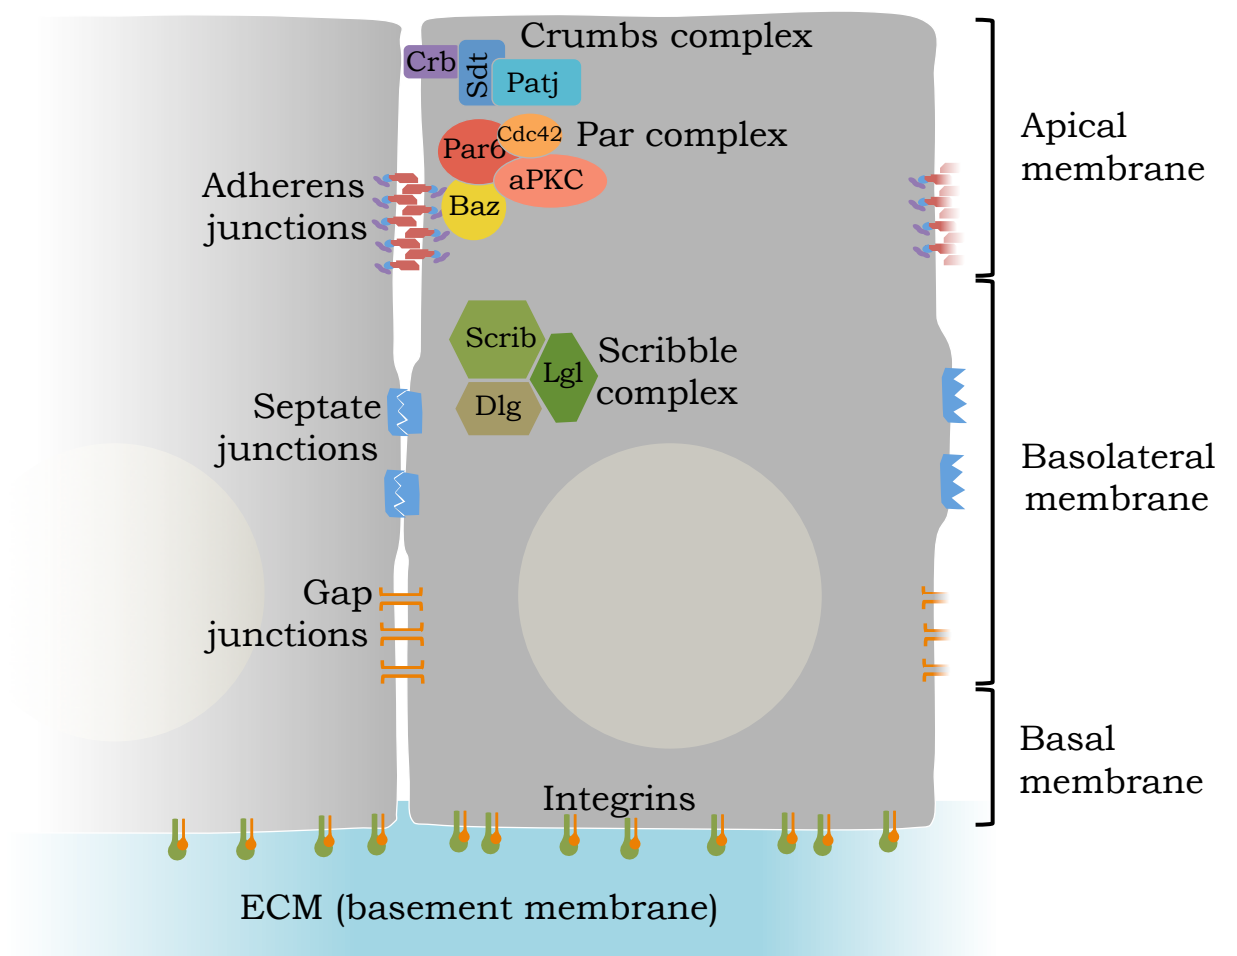 Crumbs complex
Crb
Sdt
Patj
Cdc42
Par complex
Par6
aPKC
Baz
Adherens
junctions
Apical
membrane
Scrib
Lgl
Dlg
Scribble
complex
Septate
junctions
Basolateral
membrane
Gap
junctions
Basal
membrane
Integrins
ECM (basement membrane)